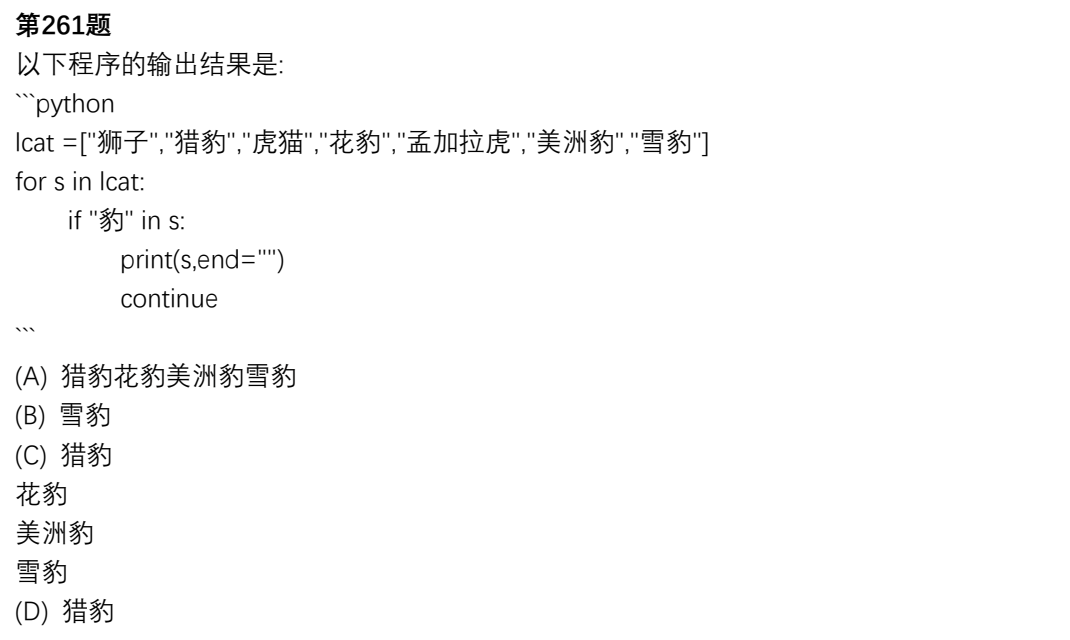 第261题
以下程序的输出结果是:
```python
lcat =["狮子","猎豹","虎猫","花豹","孟加拉虎","美洲豹","雪豹"]
for s in lcat:
    if "豹" in s:
        print(s,end="")
        continue
```
(A) 猎豹花豹美洲豹雪豹
(B) 雪豹
(C) 猎豹
花豹
美洲豹
雪豹
(D) 猎豹